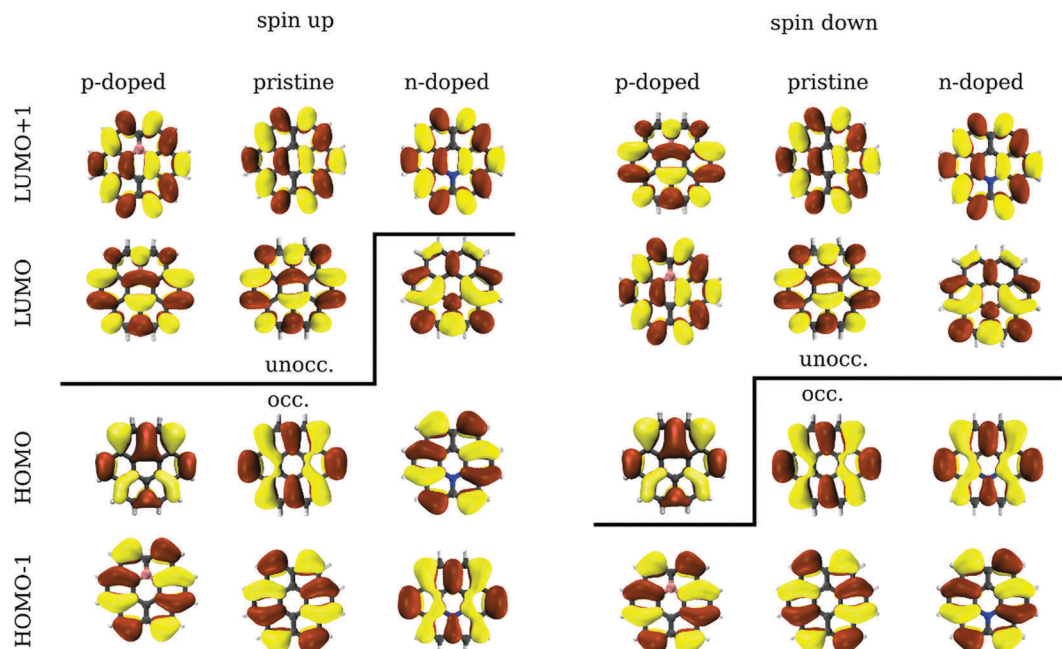 spin up
spin down
p-doped pristine n-doped
p-doped pristine n-doped
LUMO+1
LUMO
unocc.
occ.
unocc.
occ.
HOMO
HOMO-1